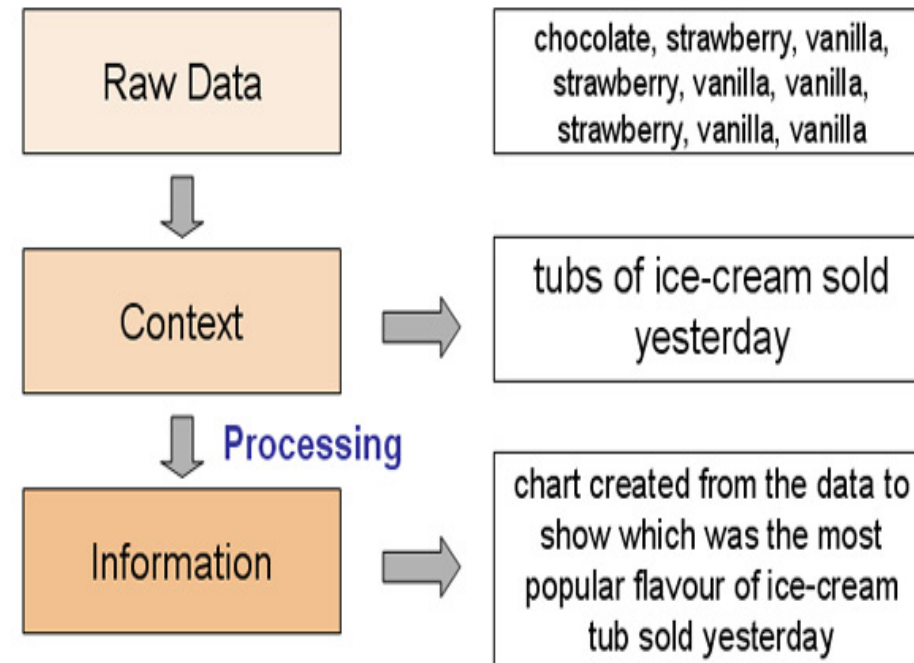 Raw Data
chocolate, strawberry, vanilla,
strawberry, vanilla, vanilla,
strawberry, vanilla, vanilla
Context
tubs of ice-cream sold
yesterday
Processing
Information
chart created from the data to
show which was the most
popular flavour of ice-cream
tub sold yesterday